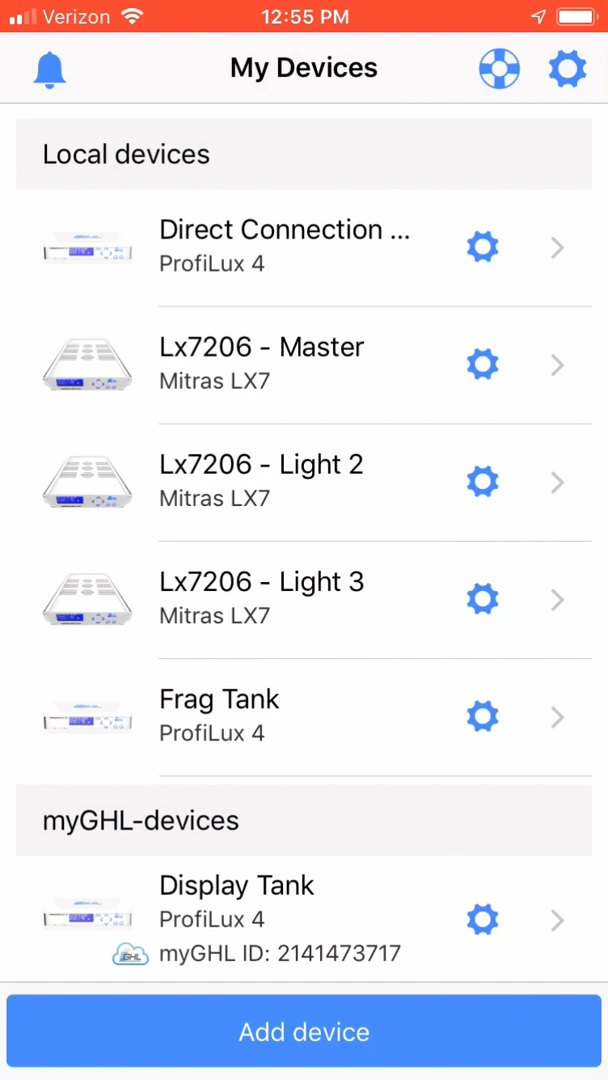 Verizon
12:55 PM
My Devices
Local devices
Direct Connection ...
ProfiLux 4
Lx7206 - Master
Mitras LX7
Lx7206 - Light 2
Mitras LX7
Lx7206 - Light 3
Mitras LX7
Frag Tank
ProfiLux 4
myGHL-devices
Display Tank
ProfiLux 4
GHL
myGHL ID: 2141473717
Add device